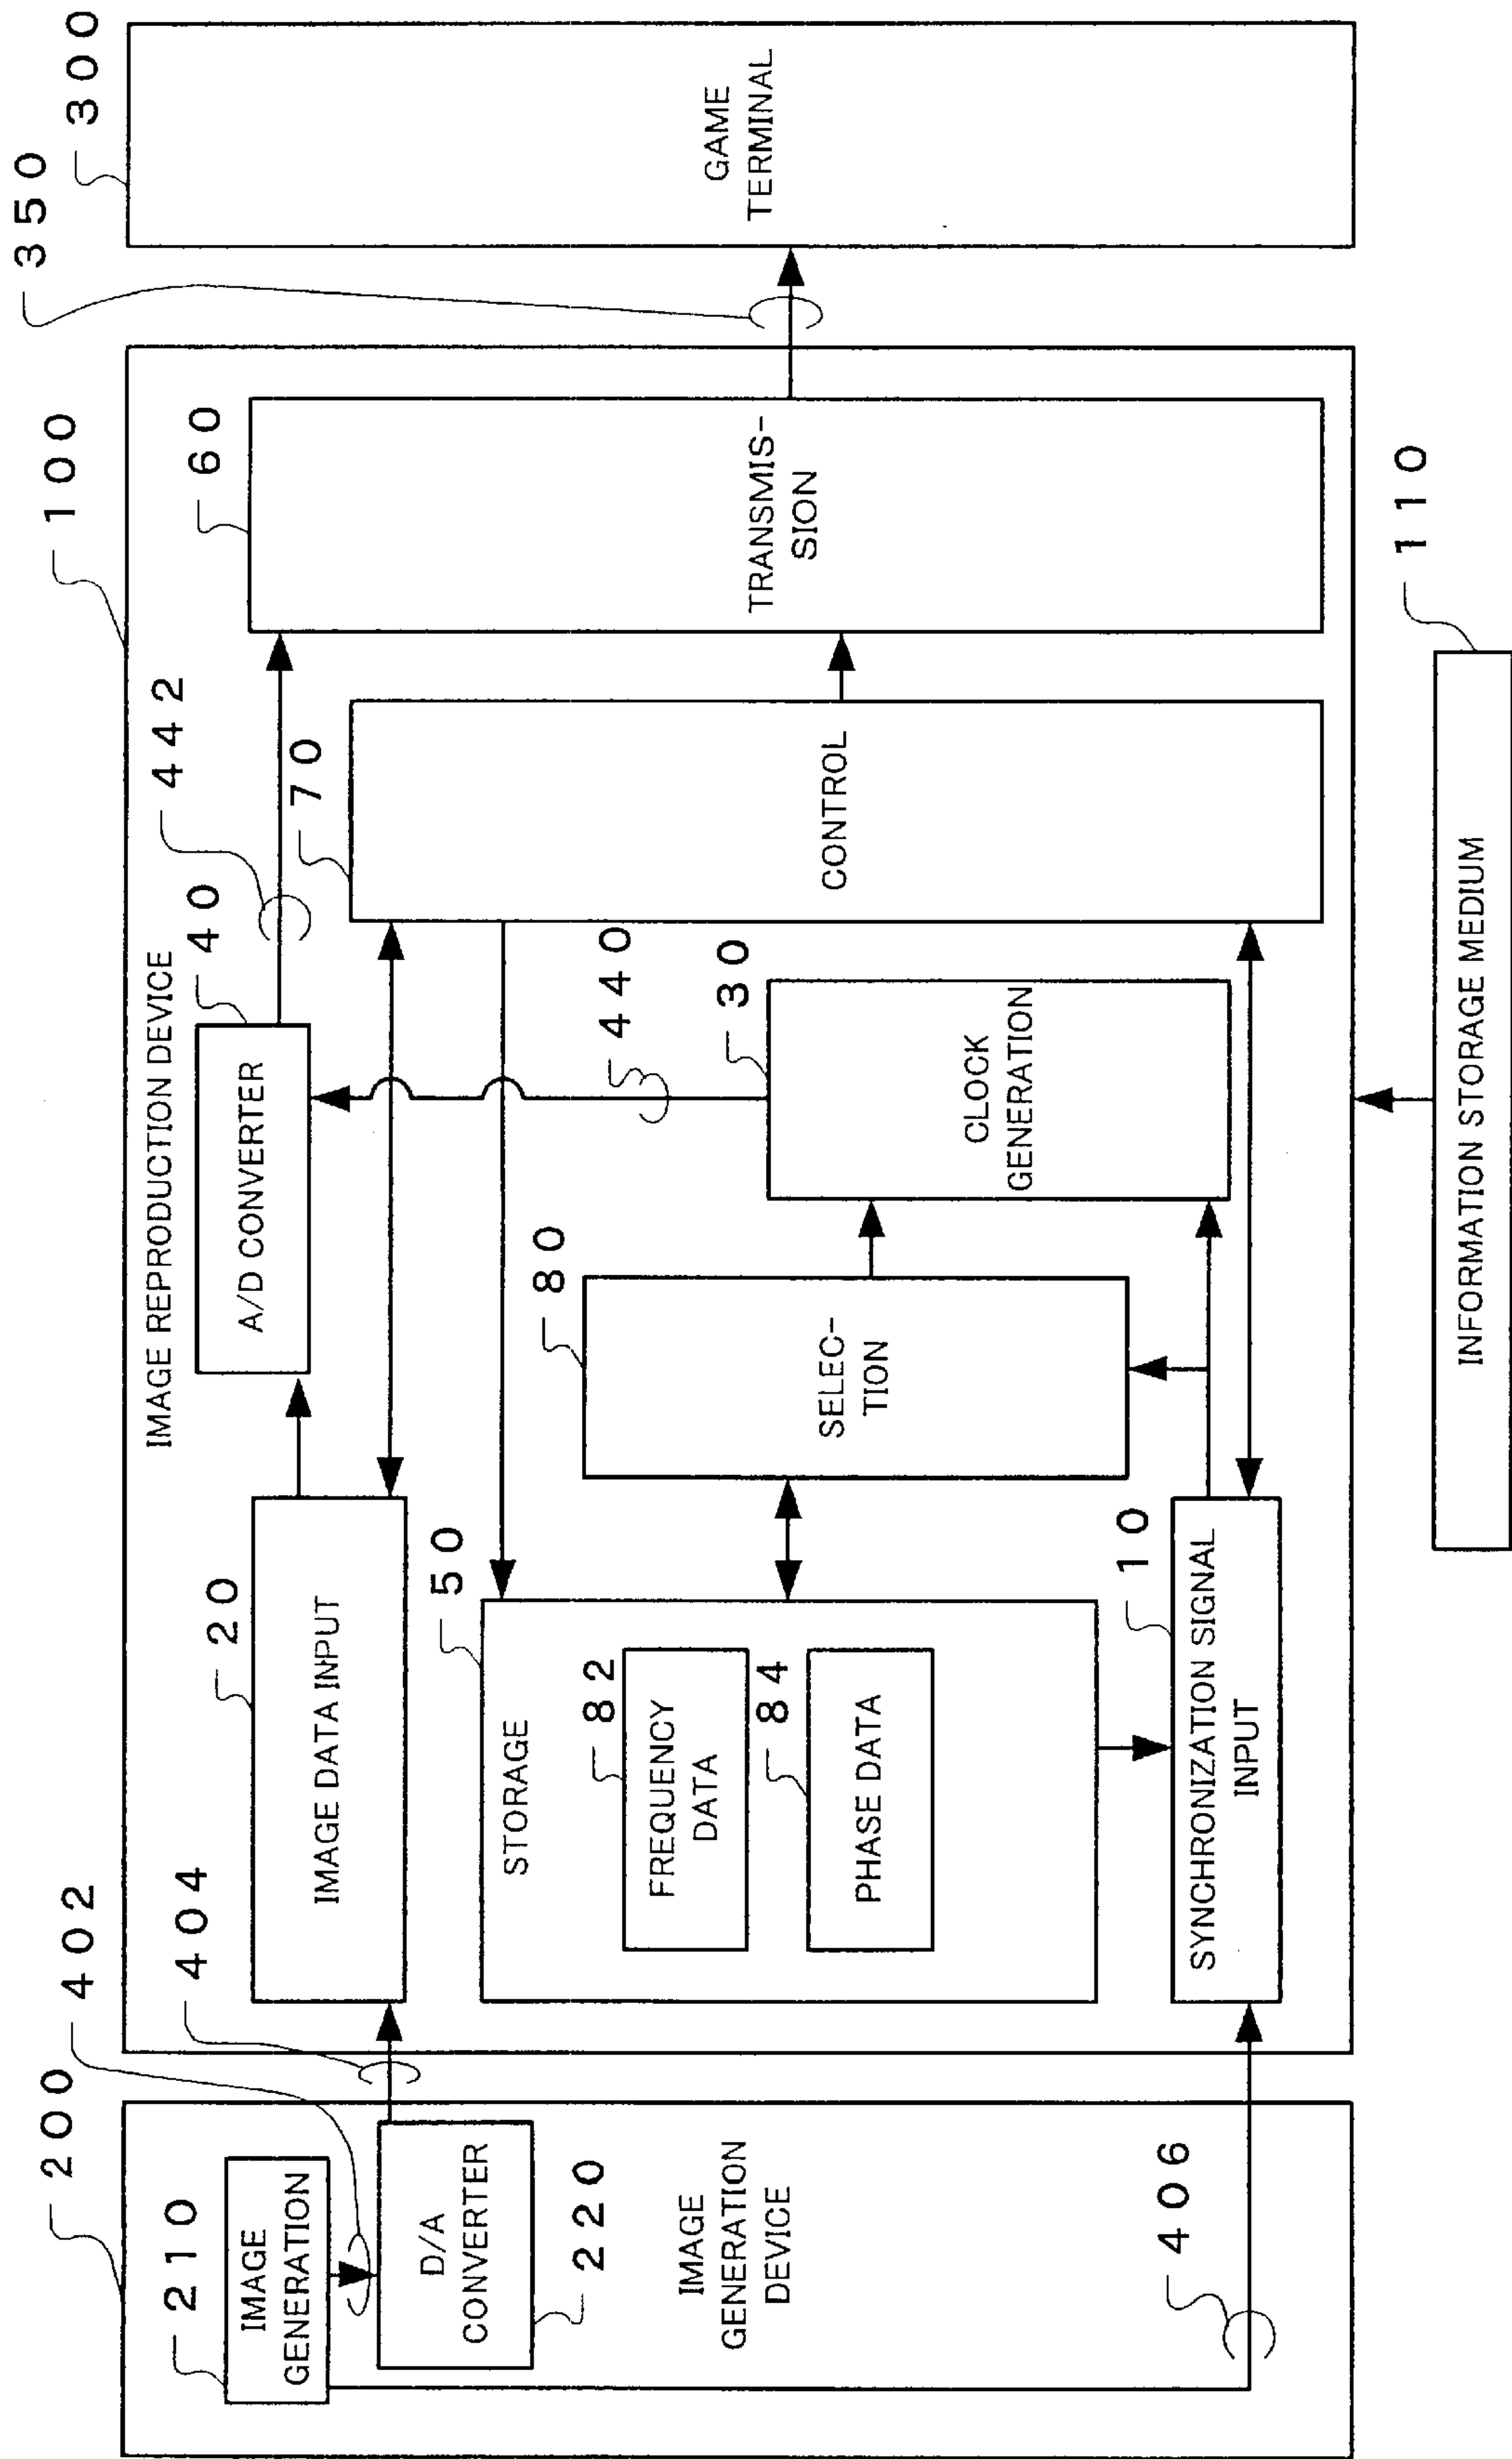 200
210
IMAGE
GENERATION
402
D/A
CONVERTER
220
IMAGE
GENERATION
DEVICE
406
404
100
IMAGE REPRODUCTION DEVICE
20
IMAGE DATA INPUT
40
A/D CONVERTER
442
50
STORAGE
82
FREQUENCY
DATA
84
PHASE DATA
10
SYNCHRONIZATION SIGNAL
INPUT
80
SELEC-
TION
440
30
CLOCK
GENERATION
70
CONTROL
60
TRANSMIS-
SION
350
300
GAME
TERMINAL
110
INFORMATION STORAGE MEDIUM